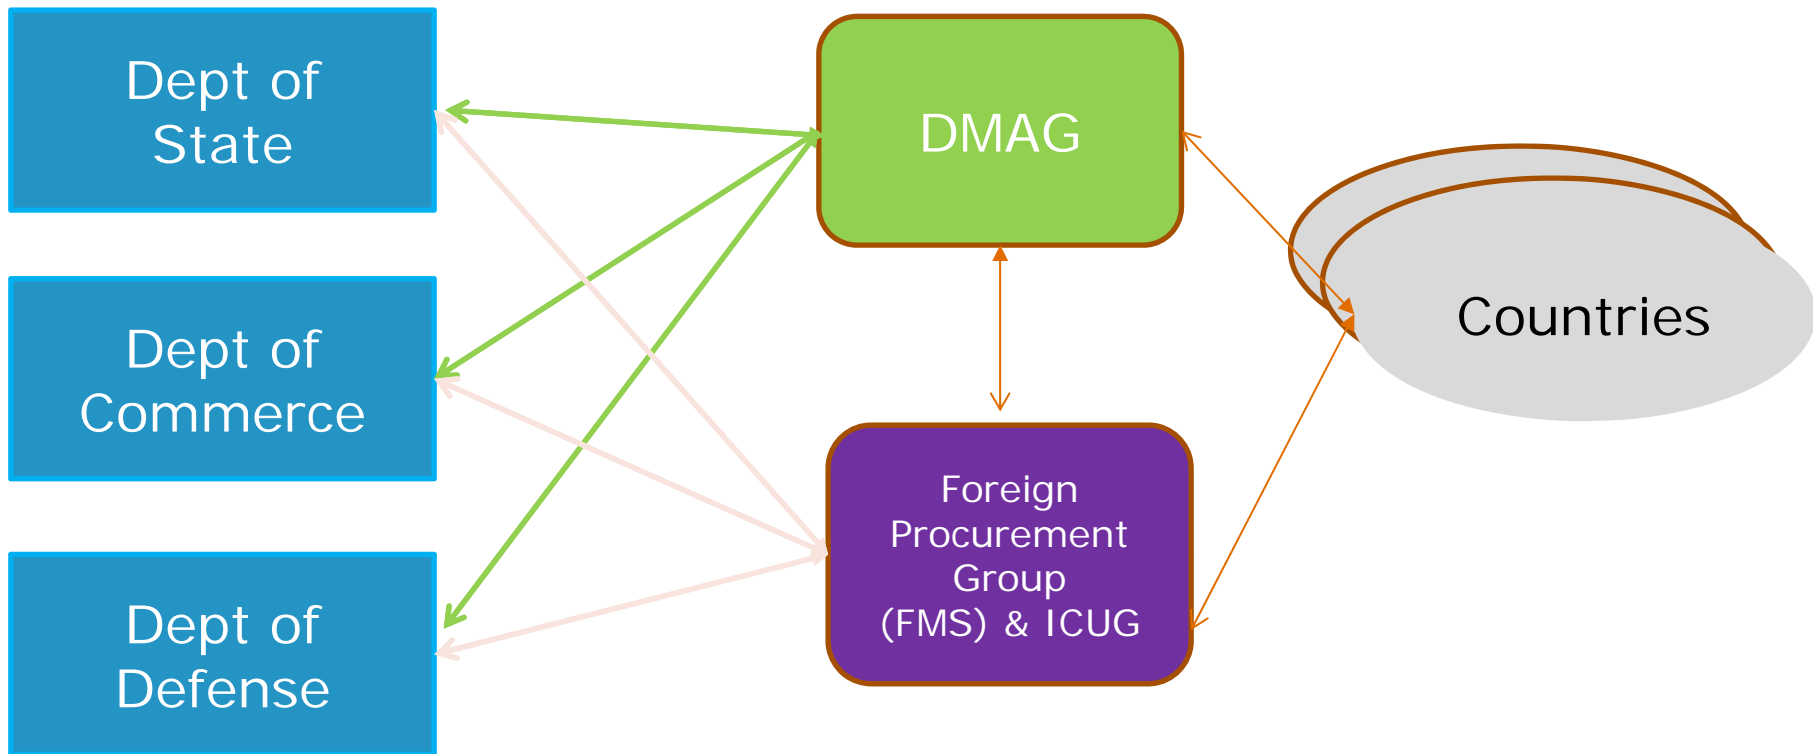 Dept of
State
DMAG
Countries
Dept of
Commerce
Foreign
Procurement
Group
(FMS) & ICUG
Dept of
Defense